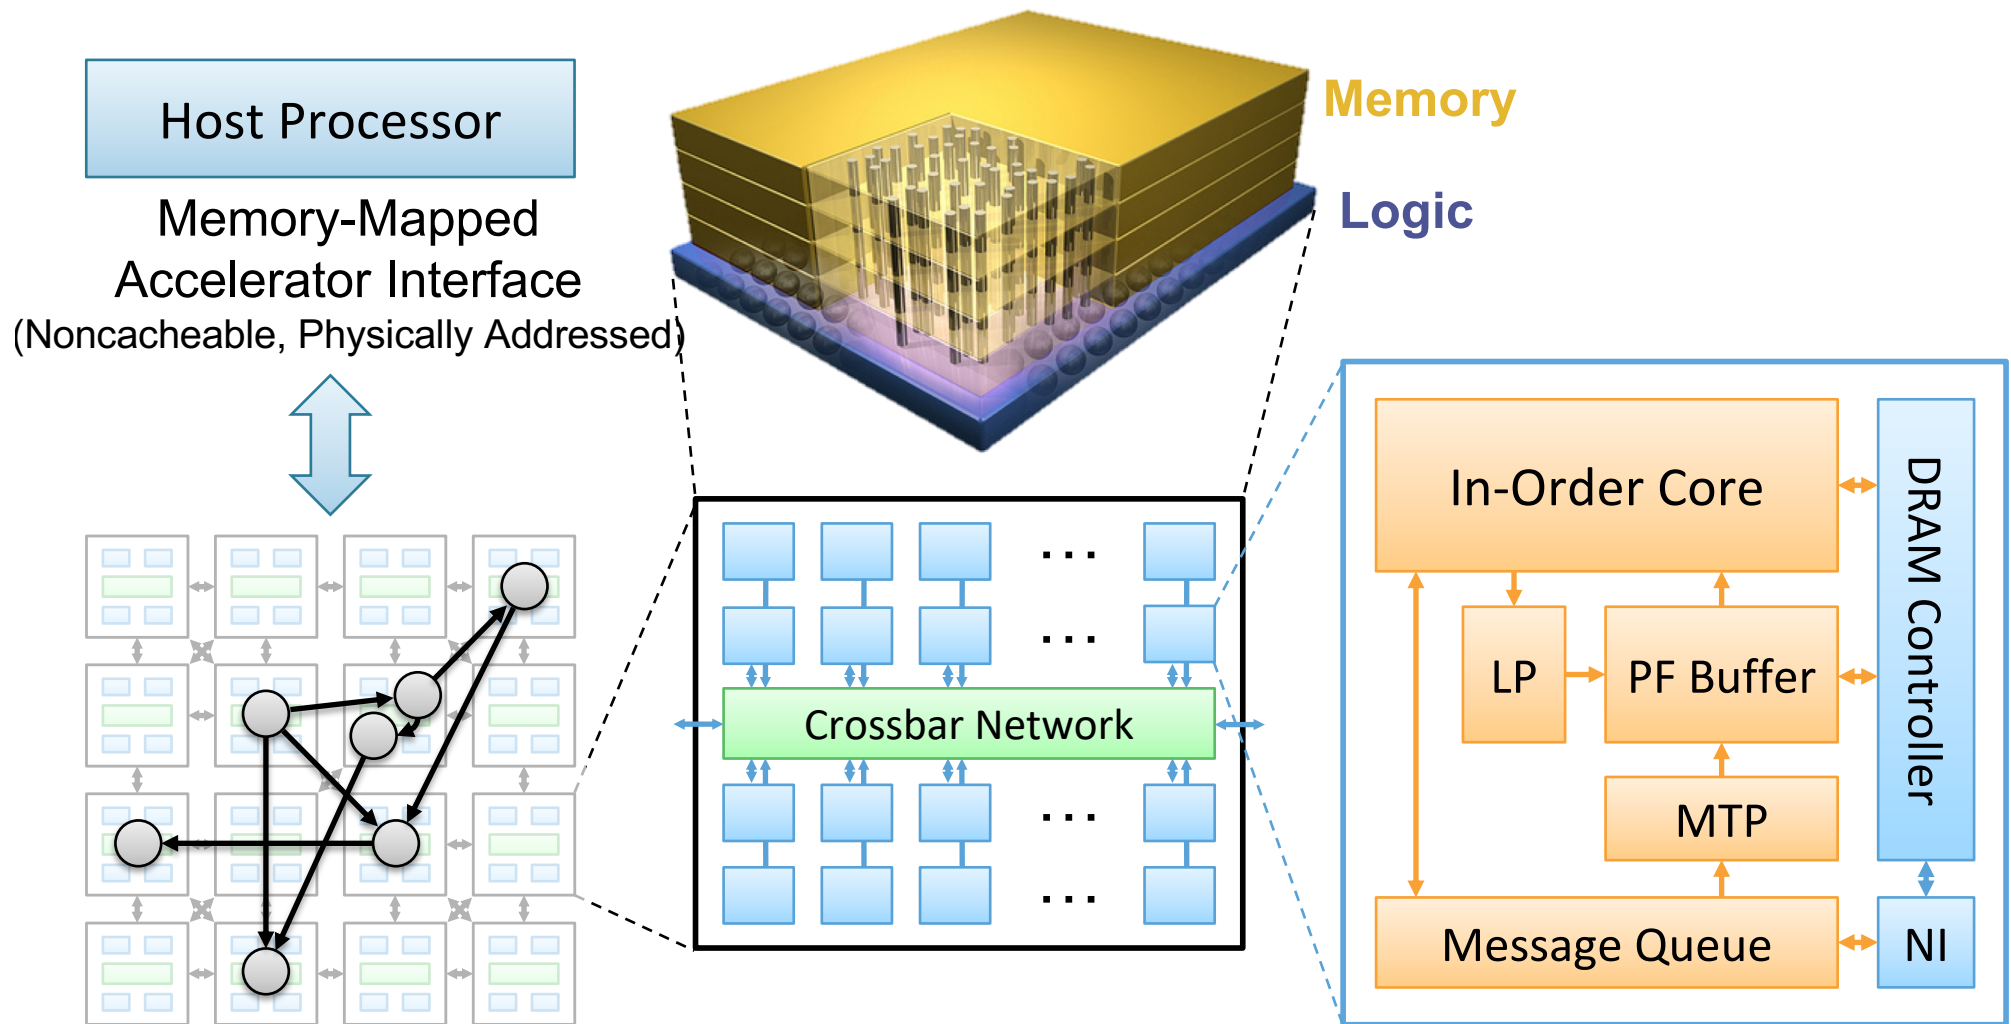 Host Processor
Memory-Mapped
Accelerator Interface
(Noncacheable, Physically Addressed)
Memory
Logic
...
...
Crossbar Network
...
...
In-Order Core
LP
PF Buffer
MTP
Message Queue
DRAM Controller
NI